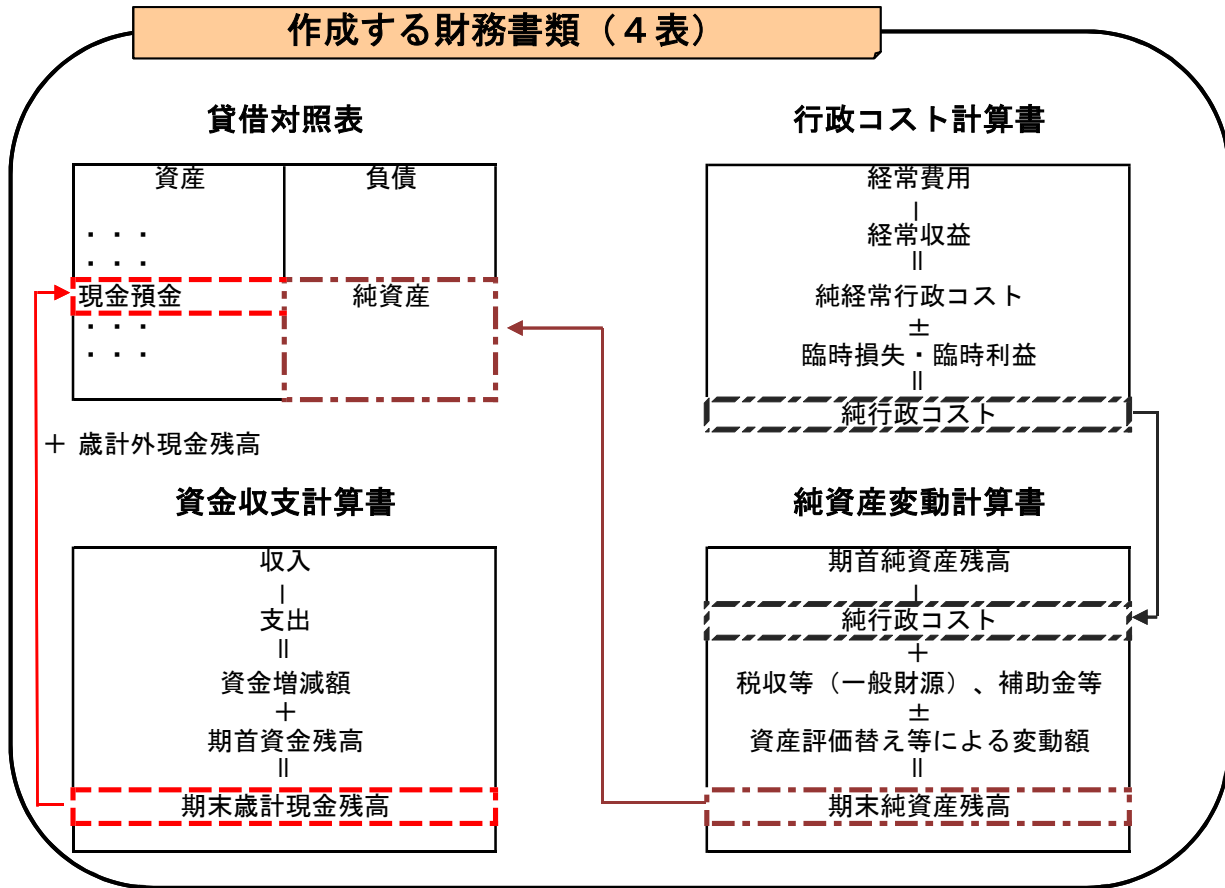 作成する財務書類（４表）
貸借対照表
資産
負債
・・・
・・・
現金預金
純資産
・・・
・・・
＋ 歳計外現金残高
行政コスト計算書
経常費用
－
経常収益
＝
純経常行政コスト
±
臨時損失・臨時利益
＝
純行政コスト
資金収支計算書
収入
－
支出
＝
資金増減額
＋
期首資金残高
＝
期末歳計現金残高
純資産変動計算書
期首純資産残高
－
純行政コスト
＋
税収等（一般財源）、補助金等
±
資産評価替え等による変動額
＝
期末純資産残高